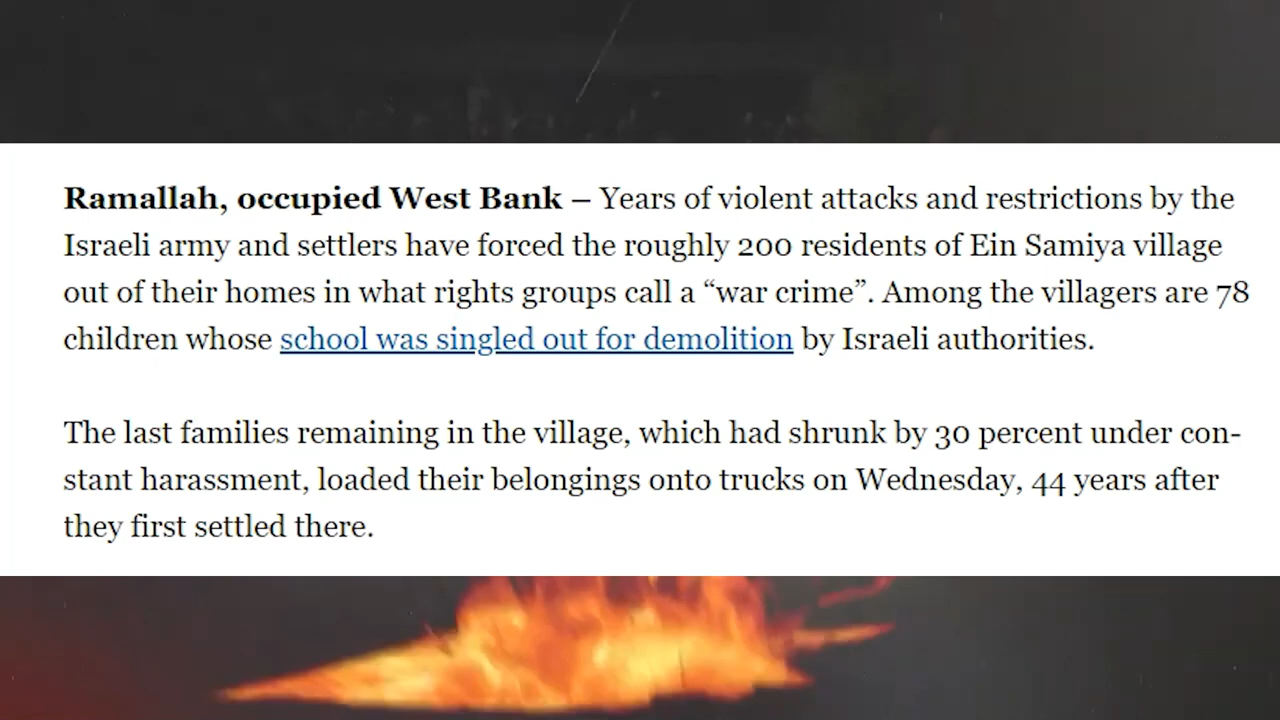 Ramallah, occupied West Bank – Years of violent attacks and restrictions by the
Israeli army and settlers have forced the roughly 200 residents of Ein Samiya village
out of their homes in what rights groups call a “war crime”. Among the villagers are 78
children whose school was singled out for demolition by Israeli authorities.
The last families remaining in the village, which had shrunk by 30 percent under con-
stant harassment, loaded their belongings onto trucks on Wednesday, 44 years after
they first settled there.